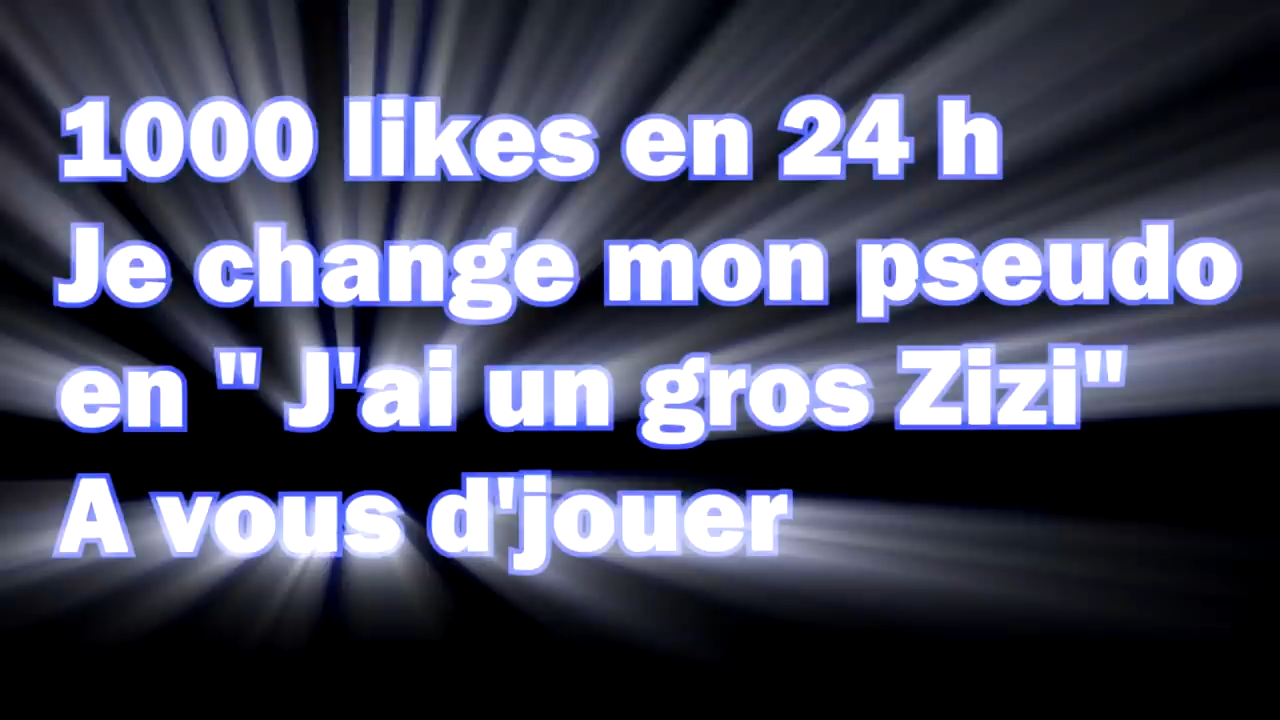 1000 likes en 24 h
Je change mon pseudo
en " J'ai un gros Zizi"
A vous d'jouer